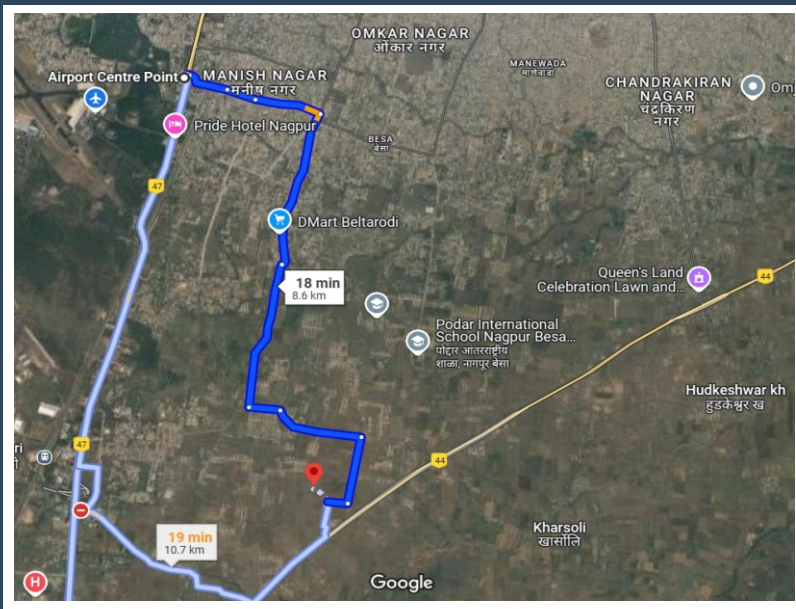 OMKAR NAGAR
ओंकार नगर
MANEWADA
मानेवाडा
Airport Centre Point
MANISH NAGAR
मनीष नगर
CHANDRAKIRAN
NAGAR
चंद्रकिरण
नगर
Omj
Pride Hotel Nagpur
BESA
बेसा
47
DMart Beltarodi
18 min
8.6 km
Queen's Land
Celebration Lawn and...
44
Podar International
School Nagpur Besa...
पोद्दार आंतरराष्ट्रीय
शाळा, नागपूर बेसा
Hudkeshwar kh
हुडकेश्वर ख
ri
47
44
Kharsoli
खार्सोलि
19 min
10.7 km
H
Google